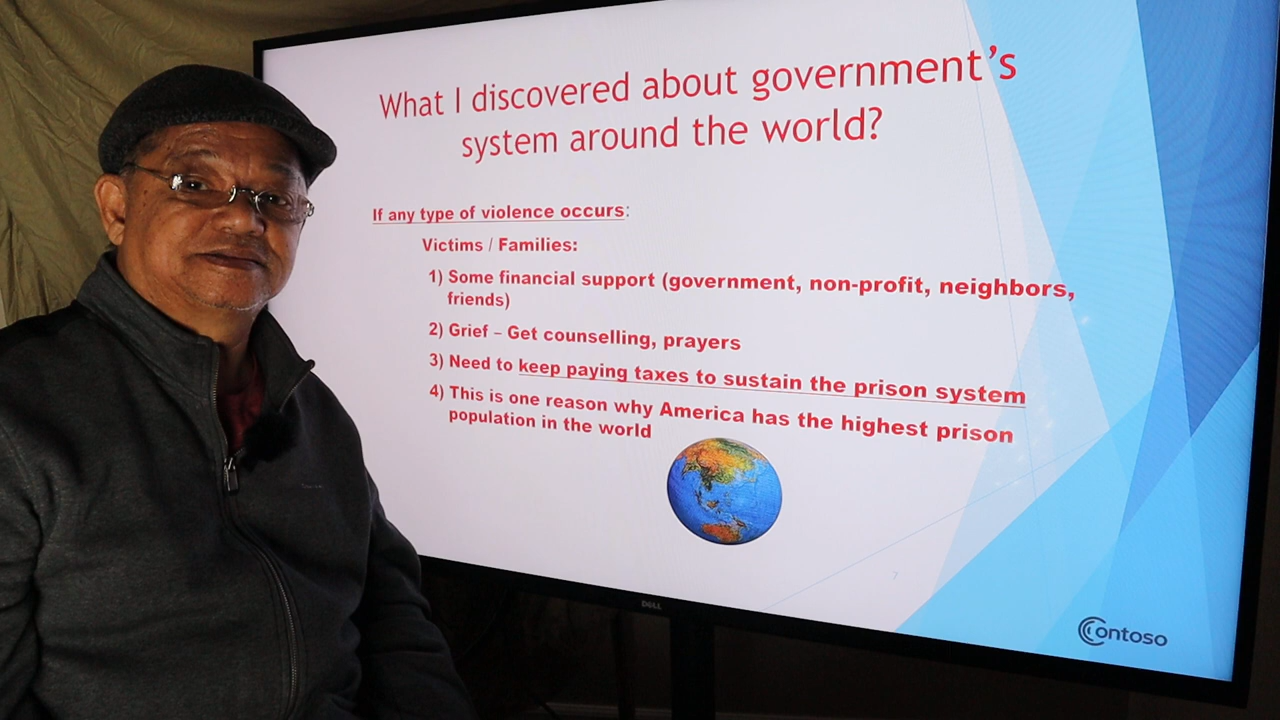 What I discovered about government's
system around the world?
If any type of violence occurs:
Victims / Families:
1) Some financial support (government, non-profit, neighbors,
friends)
2) Grief – Get counselling, prayers
3) Need to keep paying taxes to sustain the prison system
4) This is one reason why America has the highest prison
population in the world
7
Contoso
DELL